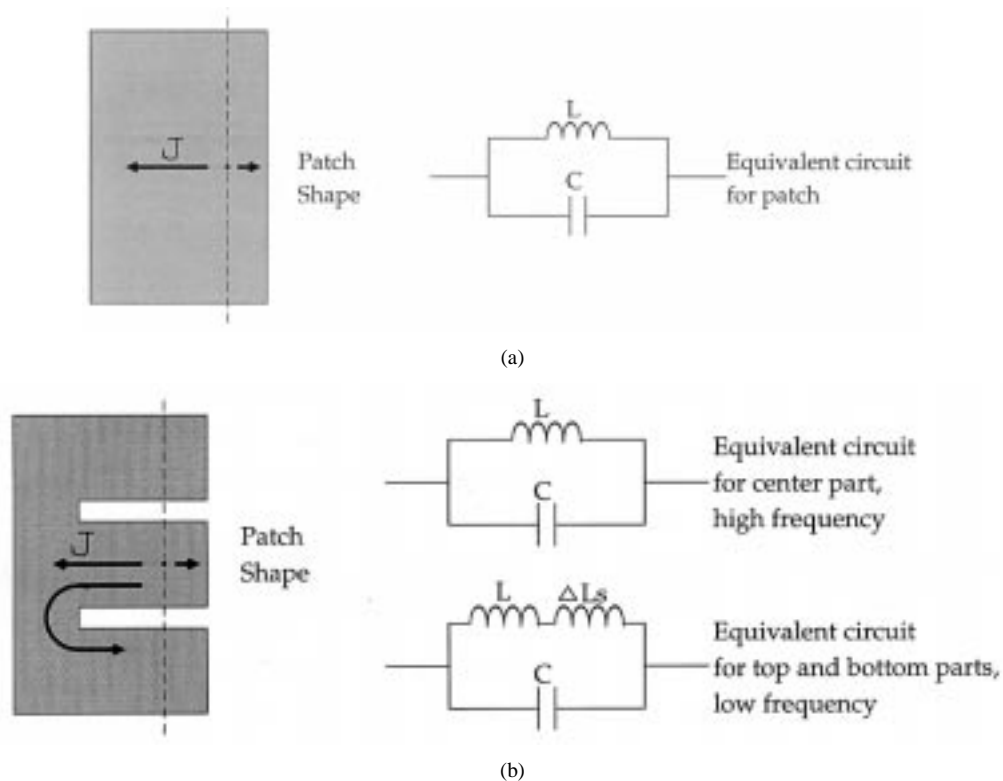 L
J
Patch
Shape
C
Equivalent circuit
for patch
(a)
L
Equivalent circuit
for center part,
high frequency
C
J
Patch
Shape
L
△Ls
Equivalent circuit
for top and bottom parts,
low frequency
C
(b)